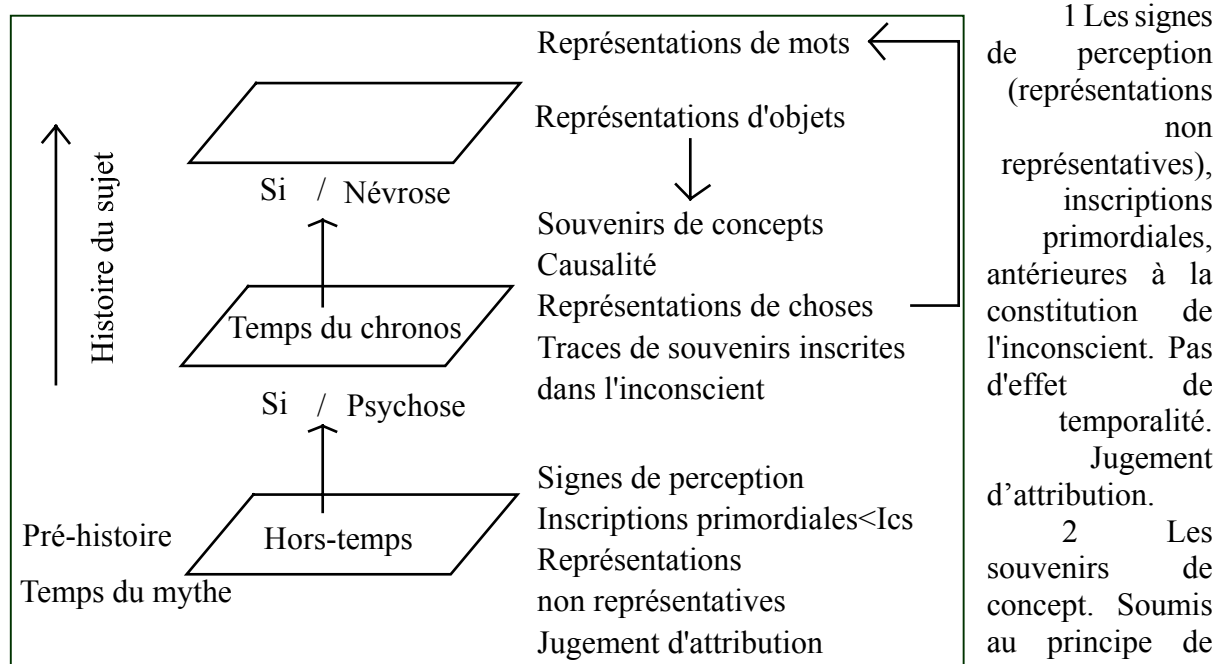 Représentations de mots
Représentations d'objets
Si / Névrose
Histoire du sujet
Souvenirs de concepts
Causalité
Temps du chronos
Représentations de choses
Traces de souvenirs inscrites
dans l'inconscient
Si / Psychose
Signes de perception
Pré-histoire
Hors-temps
Inscriptions primordiales<Ics
Temps du mythe
Représentations
non représentatives
Jugement d'attribution
1 Les signes
de perception
(représentations
non
représentatives),
inscriptions
primordiales,
antérieures à la
constitution de
l'inconscient. Pas
d'effet de
temporalité.
Jugement
d’attribution.
2 Les
souvenirs de
concept. Soumis
au principe de